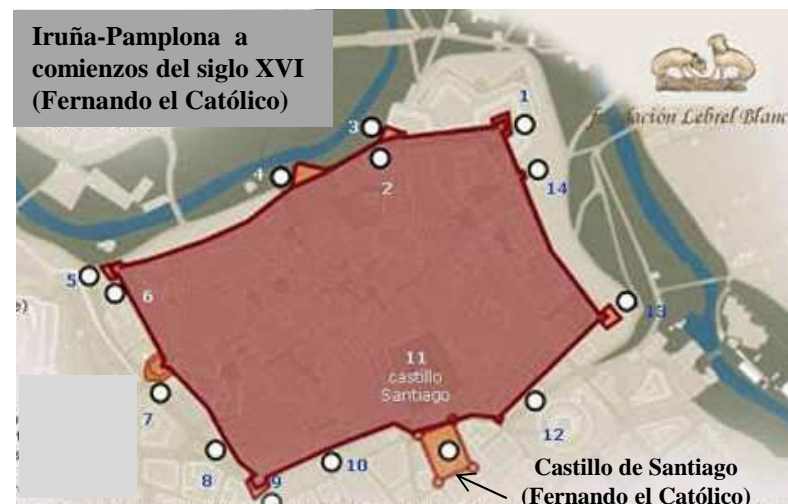 Iruña-Pamplona a
comienzos del siglo XVI
(Fernando el Católico)
Lebrel Blanc
1
3
2
4
14
5
6
13
e)
11
castillo
Santiago
7
12
8
9
10
Castillo de Santiago
(Fernando el Católico)